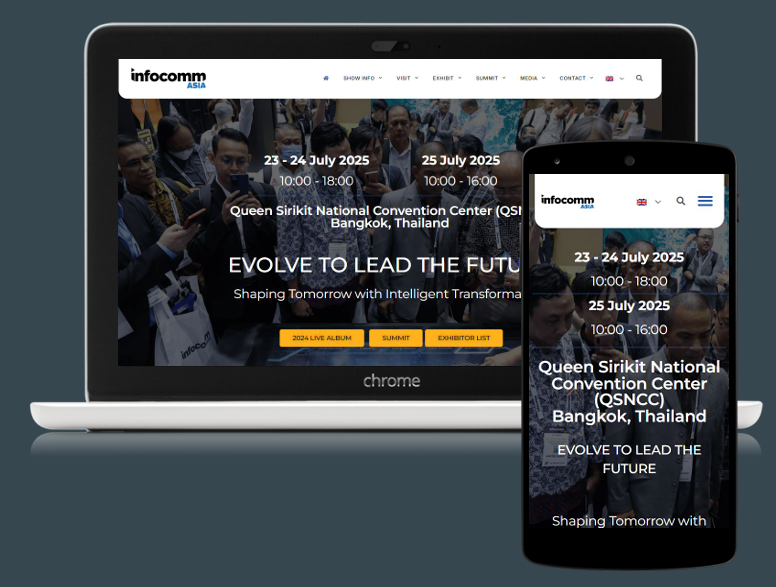 infocomm
ASIA
SHOW INFO
VISIT
EXHIBIT
SUMMIT
MEDIA
CONTACT
23 - 24 July 2025
25 July 2025
10:00 - 18:00
10:00 - 16:00
Queen Sirikit National Convention Center (QSN
Bangkok, Thailand
EVOLVE TO LEAD THE FUTU
Shaping Tomorrow with Intelligent Transforma
2024 LIVE ALBUM
SUMMIT
EXHIBITOR LIST
infocomm
chrome
infocomm
ASIA
23 - 24 July 2025
10:00 - 18:00
25 July 2025
10:00 - 16:00
Queen Sirikit National
Convention Center
(QSNCC)
Bangkok, Thailand
EVOLVE TO LEAD THE
FUTURE
Shaping Tomorrow with